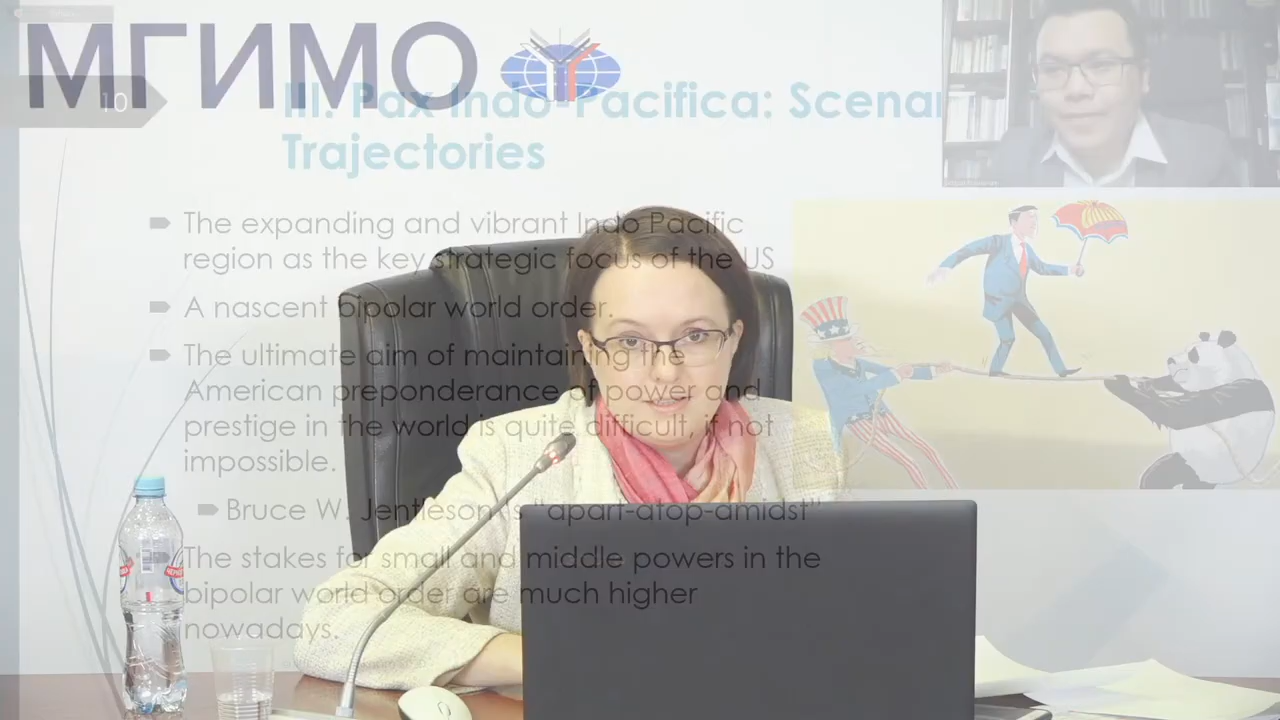 МГИМО
10
III. Pax Indo-Pacifica: Scenar
Trajectories
The expanding and vibrant Indo Pacific
region as the key strategic focus of the US
A nascent bipolar world order.
The ultimate aim of maintaining the
American preponderance of power and
prestige in the world is quite difficult, if not
impossible.
Bruce W. Jentleson's "apart-atop-amidst"
The stakes for small and middle powers in the
bipolar world order are much higher
nowadays.